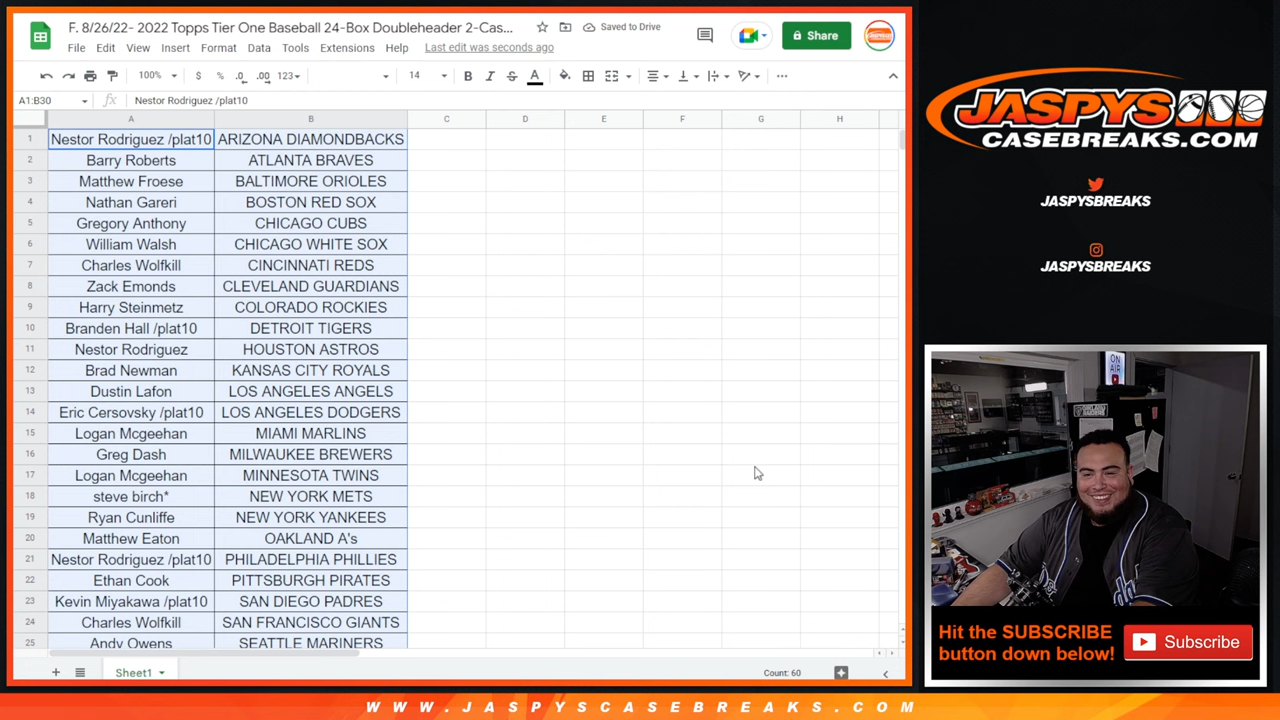 F. 8/26/22- 2022 Topps Tier One Baseball 24-Box Doubleheader 2-Cas...
Saved to Drive
Share
File Edit View Insert Format Data Tools Extensions Help Last edit was seconds ago
100% $ % .0 .00 123 14 B I S A
A1:B30 fx Nestor Rodriguez /plat10
A B C D E F G H
1 Nestor Rodriguez /plat10 ARIZONA DIAMONDBACKS
2 Barry Roberts ATLANTA BRAVES
3 Matthew Froese BALTIMORE ORIOLES
4 Nathan Gareri BOSTON RED SOX
5 Gregory Anthony CHICAGO CUBS
6 William Walsh CHICAGO WHITE SOX
7 Charles Wolfkill CINCINNATI REDS
8 Zack Emonds CLEVELAND GUARDIANS
9 Harry Steinmetz COLORADO ROCKIES
10 Branden Hall /plat10 DETROIT TIGERS
11 Nestor Rodriguez HOUSTON ASTROS
12 Brad Newman KANSAS CITY ROYALS
13 Dustin Lafon LOS ANGELES ANGELS
14 Eric Cersovsky /plat10 LOS ANGELES DODGERS
15 Logan Mcgeehan MIAMI MARLINS
16 Greg Dash MILWAUKEE BREWERS
17 Logan Mcgeehan MINNESOTA TWINS
18 steve birch* NEW YORK METS
19 Ryan Cunliffe NEW YORK YANKEES
20 Matthew Eaton OAKLAND A's
21 Nestor Rodriguez /plat10 PHILADELPHIA PHILLIES
22 Ethan Cook PITTSBURGH PIRATES
23 Kevin Miyakawa /plat10 SAN DIEGO PADRES
24 Charles Wolfkill SAN FRANCISCO GIANTS
25 Andy Owens SEATTLE MARINERS
Sheet1
Count: 60
JASPYS
CASEBREAKS.COM
JASPYSBREAKS
JASPYSBREAKS
ON AIR
Hit the SUBSCRIBE
button down below!
Subscribe
WWW.JASPYSCASEBREAKS.COM